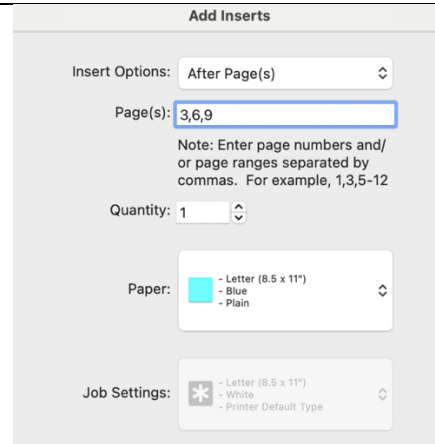 Add Inserts
Insert Options: After Page(s)
Page(s): 3,6,9
Note: Enter page numbers and/
or page ranges separated by
commas. For example, 1,3,5-12
Quantity: 1
- Letter (8.5 x 11")
Paper: - Blue
- Plain
- Letter (8.5 x 11")
Job Settings: - White
- Printer Default Type